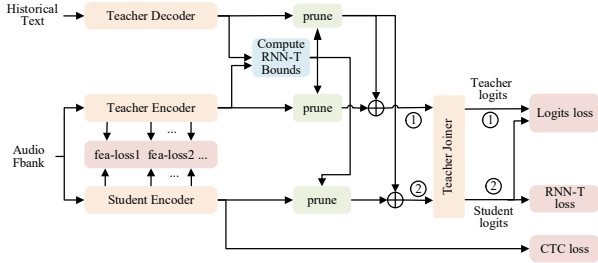 Historical
Text
Teacher Decoder
prune
Compute
RNN-T
Bounds
Teacher Encoder
prune
Teacher
logits
Logits loss
①
①
...
Audio
Fbank
fea-loss1 fea-loss2 ...
Teacher Joiner
...
Student Encoder
prune
②
②
Student
logits
RNN-T
loss
CTC loss